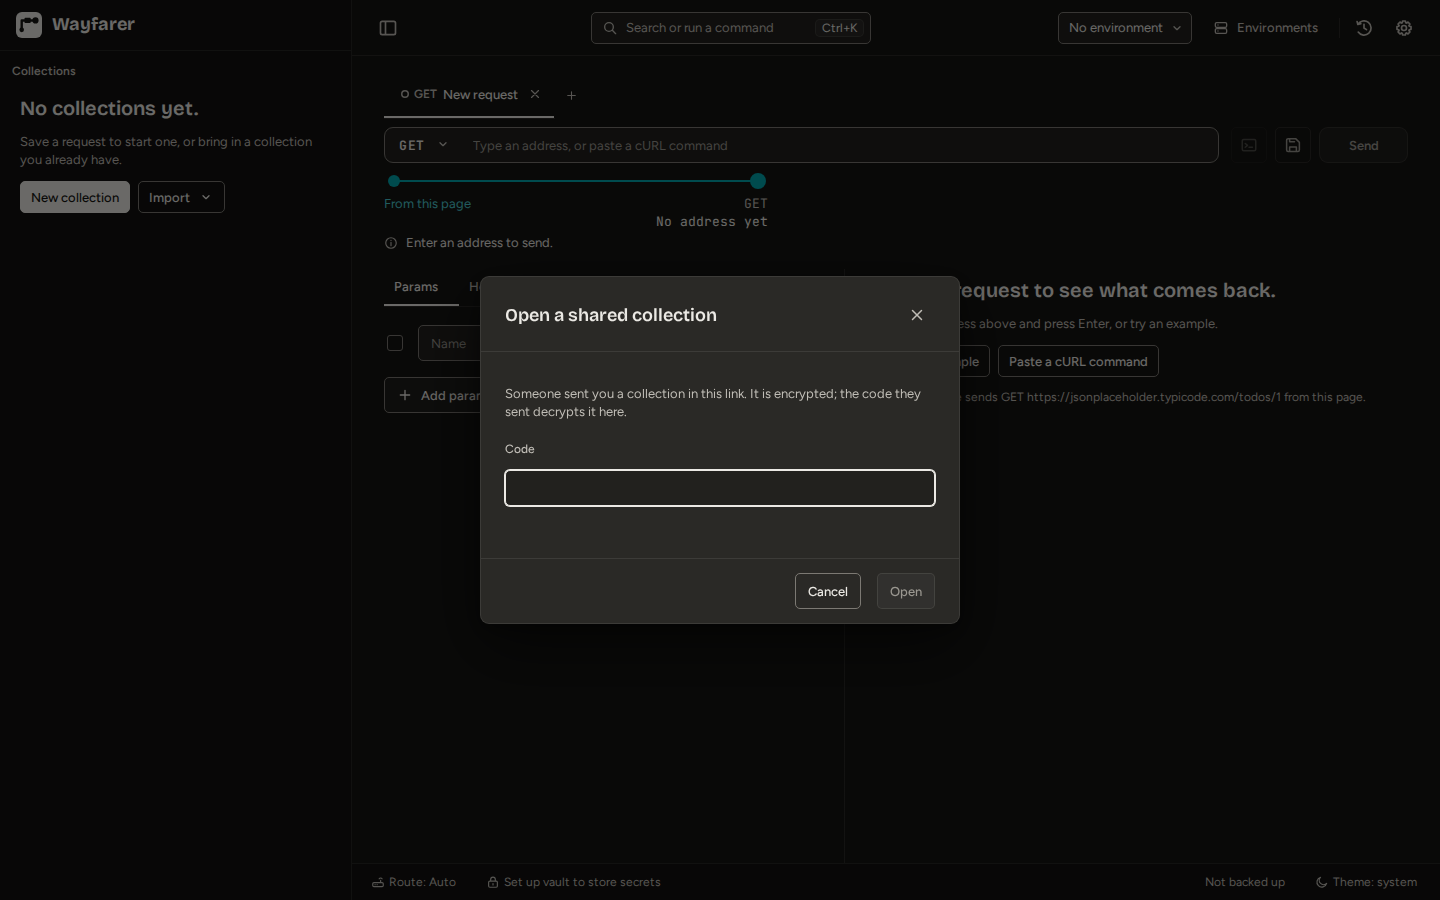 Wayfarer
Search or run a command
Ctrl+K
No environment
Environments
Collections
No collections yet.
Save a request to start one, or bring in a collection
you already have.
New collection
Import
GET New request
GET
Type an address, or paste a cURL command
Send
From this page
GET
No address yet
Enter an address to send.
Params
Name
request to see what comes back.
above and press Enter, or try an example.
Paste a cURL command
sends GET https://jsonplaceholder.typicode.com/todos/1 from this page.
Open a shared collection
Someone sent you a collection in this link. It is encrypted; the code they
sent decrypts it here.
Code
Cancel
Open
Route: Auto
Set up vault to store secrets
Not backed up
Theme: system